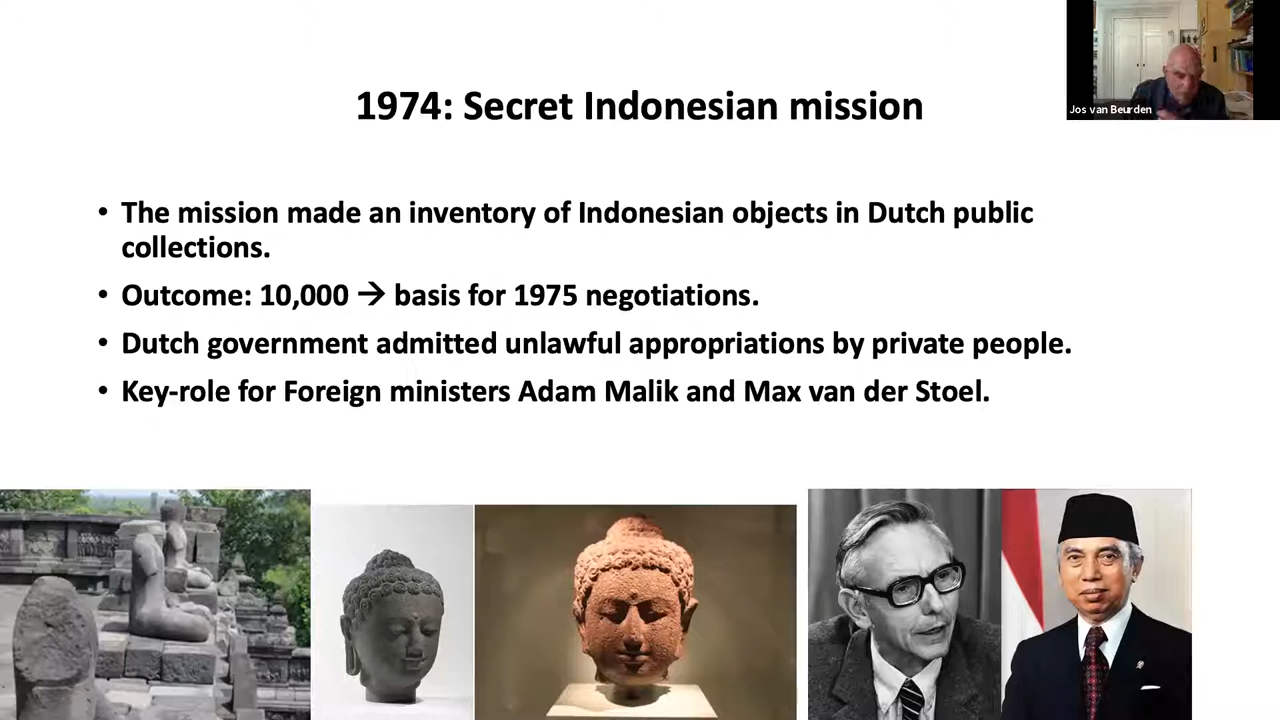 1974: Secret Indonesian mission
Jos van Beurden
• The mission made an inventory of Indonesian objects in Dutch public
collections.
• Outcome: 10,000 → basis for 1975 negotiations.
• Dutch government admitted unlawful appropriations by private people.
• Key-role for Foreign ministers Adam Malik and Max van der Stoel.